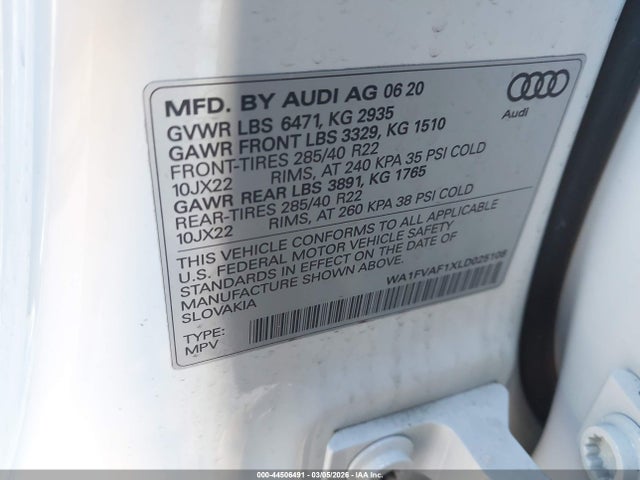 MFD. BY AUDI AG 06 20
GVWR LBS 6471, KG 2935
GAWR FRONT LBS 3329, KG 1510
FRONT-TIRES 285/40 R22
10JX22 RIMS, AT 240 KPA 35 PSI COLD
GAWR REAR LBS 3891, KG 1765
REAR-TIRES 285/40 R22
10JX22 RIMS, AT 260 KPA 38 PSI COLD
THIS VEHICLE CONFORMS TO ALL APPLICABLE
U.S. FEDERAL MOTOR VEHICLE SAFETY
STANDARDS IN EFFECT ON THE DATE OF
MANUFACTURE SHOWN ABOVE.
SLOVAKIA
WA1FVAF1XLD025108
TYPE:
MPV
Audi
000-44506491 - 03/05/2026 - IAAI.com